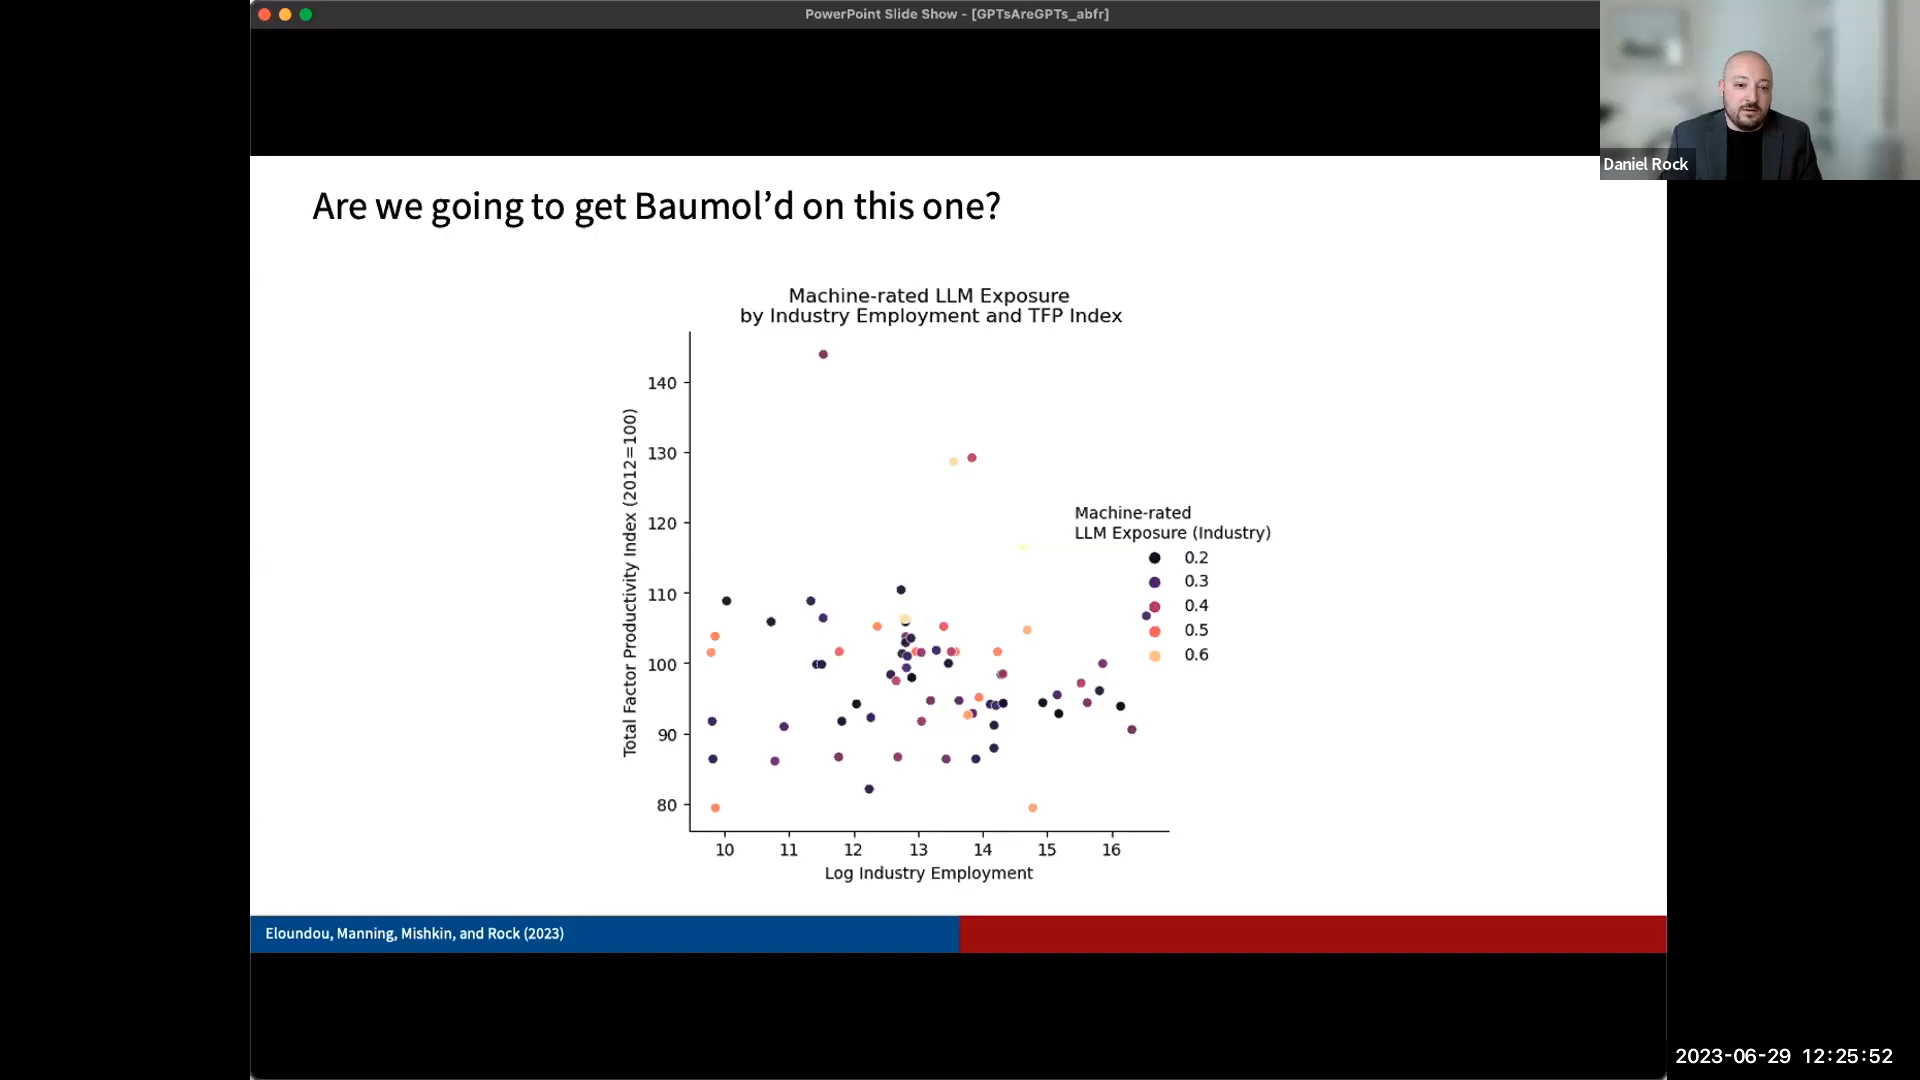 PowerPoint Slide Show - [GPTsAreGPTs_abfr]
Daniel Rock
Are we going to get Baumol’d on this one?
Machine-rated LLM Exposure
by Industry Employment and TFP Index
Total Factor Productivity Index (2012=100)
140
130
120
110
100
90
80
10 11 12 13 14 15 16
Log Industry Employment
Machine-rated
LLM Exposure (Industry)
0.2
0.3
0.4
0.5
0.6
Eloundou, Manning, Mishkin, and Rock (2023)
2023-06-29 12:25:52